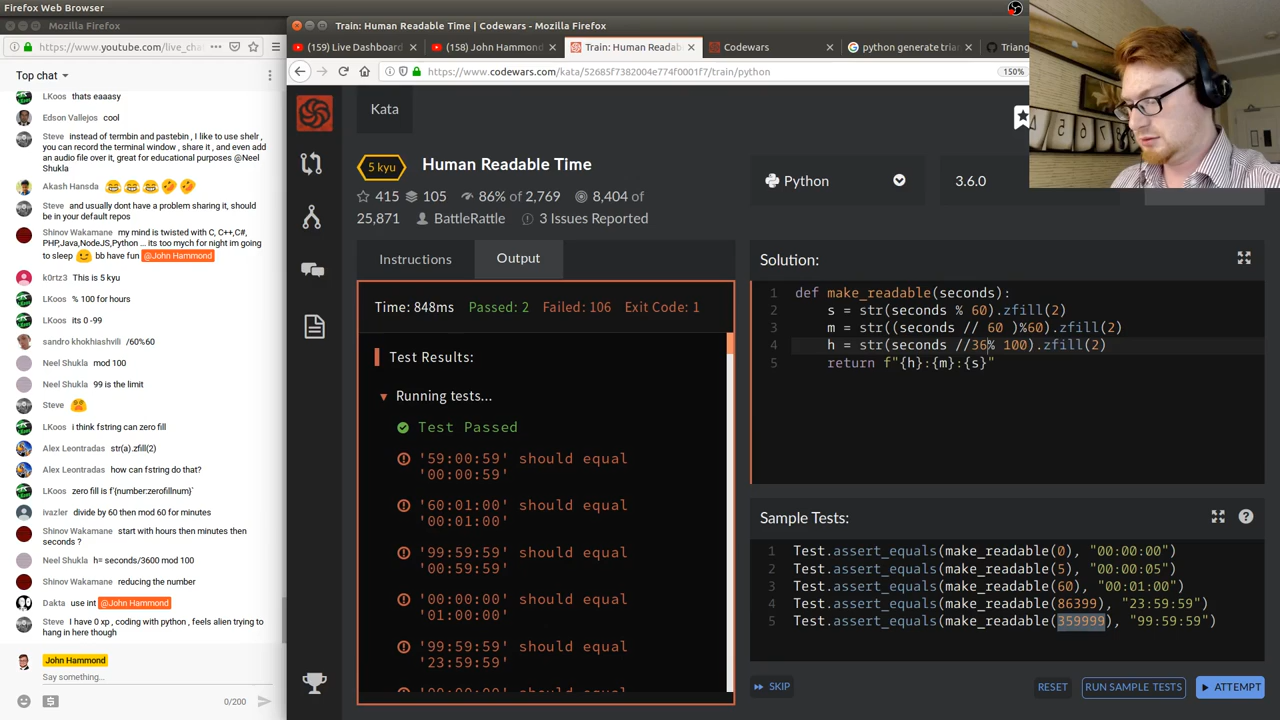 Firefox Web Browser
Mozilla Firefox
Train: Human Readable Time | Codewars - Mozilla Firefox
https://www.youtube.com/live_chat
(159) Live Dashboard
(158) John Hammond
Train: Human Readab
Codewars
python generate tria
Triang
https://www.codewars.com/kata/52685f7382004e774f0001f7/train/python
150%
Top chat
LKoos thats eaaasy
Edson Vallejos cool
Steve instead of termbin and pastebin , I like to use shelr ,
you can record the terminal window , share it , and even add
an audio file over it, great for educational purposes @Neel
Shukla
Akash Hansda
Steve and usually dont have a problem sharing it, should
be in your default repos
Shinov Wakamane my mind is twisted with C, C++,C#,
PHP,Java,NodeJS,Python ... its too mych for night im going
to sleep bb have fun @John Hammond
k0rtz3 This is 5 kyu
LKoos % 100 for hours
LKoos its 0 -99
sandro khokhiashvili /60%60
Neel Shukla mod 100
Neel Shukla 99 is the limit
Steve
LKoos i think fstring can zero fill
Alex Leontradas str(a).zfill(2)
Alex Leontradas how can fstring do that?
LKoos zero fill is f'{number:zerofillnum}'
ivazler divide by 60 then mod 60 for minutes
Shinov Wakamane start with hours then minutes then
seconds ?
Neel Shukla h= seconds/3600 mod 100
Shinov Wakamane reducing the number
Dakta use int @John Hammond
Steve I have 0 xp , coding with python , feels alien trying to
hang in here though
John Hammond
Say something...
0/200
Kata
5 kyu
Human Readable Time
415 105 86% of 2,769 8,404 of
25,871 BattleRattle 3 Issues Reported
Python
3.6.0
Instructions
Output
Time: 848ms Passed: 2 Failed: 106 Exit Code: 1
Test Results:
Running tests...
Test Passed
'59:00:59' should equal
'00:00:59'
'60:01:00' should equal
'00:01:00'
'99:59:59' should equal
'00:59:59'
'00:00:00' should equal
'01:00:00'
'99:59:59' should equal
'23:59:59'
Solution:
1 def make_readable(seconds):
2 s = str(seconds % 60).zfill(2)
3 m = str((seconds // 60 )%60).zfill(2)
4 h = str(seconds //36% 100).zfill(2)
5 return f"{h}:{m}:{s}"
Sample Tests:
1 Test.assert_equals(make_readable(0), "00:00:00")
2 Test.assert_equals(make_readable(5), "00:00:05")
3 Test.assert_equals(make_readable(60), "00:01:00")
4 Test.assert_equals(make_readable(86399), "23:59:59")
5 Test.assert_equals(make_readable(359999), "99:59:59")
SKIP
RESET
RUN SAMPLE TESTS
ATTEMPT